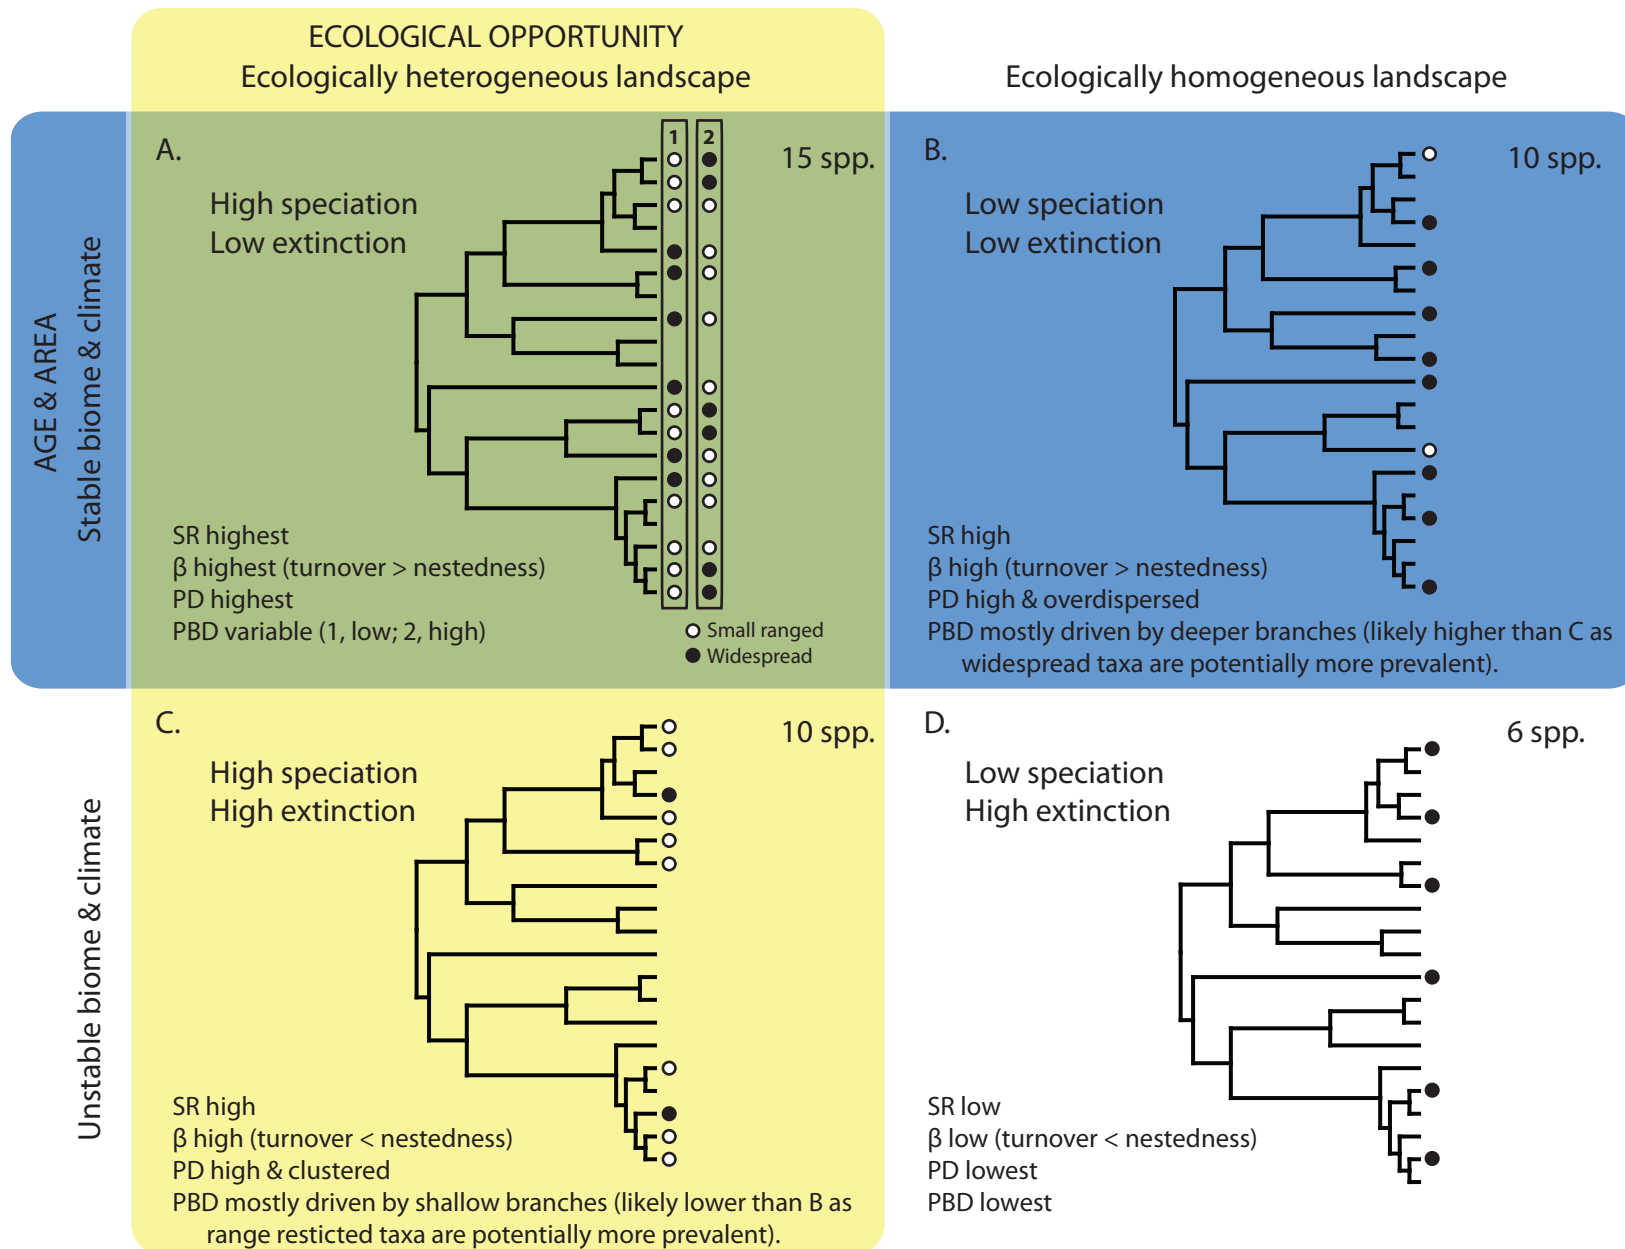 ECOLOGICAL OPPORTUNITY
Ecologically heterogeneous landscape
Ecologically homogeneous landscape
AGE & AREA
Stable biome & climate
A.
1 2
15 spp.
High speciation
Low extinction
SR highest
β highest (turnover > nestedness)
PD highest
PBD variable (1, low; 2, high)
Small ranged
Widespread
B.
10 spp.
Low speciation
Low extinction
SR high
β high (turnover > nestedness)
PD high & overdispersed
PBD mostly driven by deeper branches (likely higher than C as
widespread taxa are potentially more prevalent).
Unstable biome & climate
C.
10 spp.
High speciation
High extinction
SR high
β high (turnover < nestedness)
PD high & clustered
PBD mostly driven by shallow branches (likely lower than B as
range resticted taxa are potentially more prevalent).
D.
6 spp.
Low speciation
High extinction
SR low
β low (turnover < nestedness)
PD lowest
PBD lowest